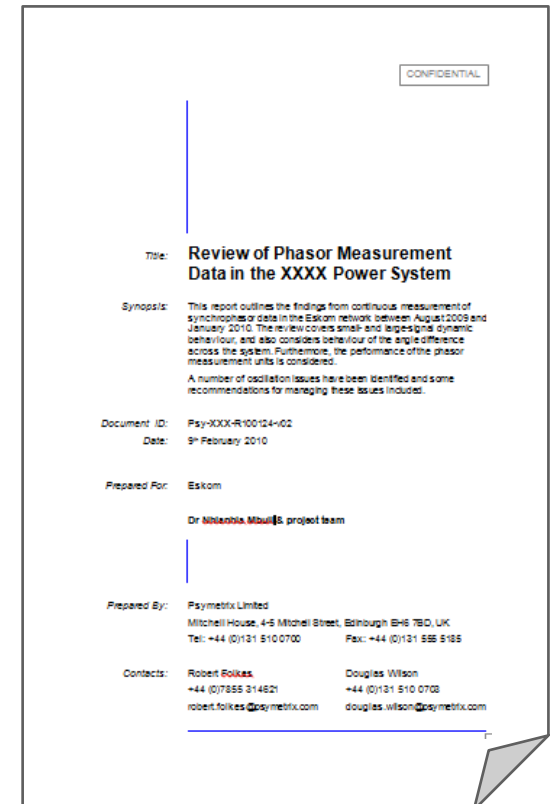 CONFIDENTIAL
Title: Review of Phasor Measurement
Data in the XXXX Power System
Synopsis: This report outlines the findings from continuous measurement of
synchrophasor data in the Eskom network between August 2009 and
January 2010. The review covers small- and large-signal dynamic
behaviour, and also considers behaviour of the angle difference
across the system. Furthermore, the performance of the phasor
measurement units is considered.
A number of oscillation issues have been identified and some
recommendations for managing these issues included.
Document ID: Psy-XXX-R100124-v02
Date: 9th February 2010
Prepared For: Eskom
Dr Nhlanhla Mbuli & project team
Prepared By: Psymetrix Limited
Mitchell House, 4-5 Mitchell Street, Edinburgh EH6 7BD, UK
Tel: +44 (0)131 510 0700 Fax: +44 (0)131 555 5185
Contacts: Robert Folkes, Douglas Wilson
+44 (0)7855 314621 +44 (0)131 510 0703
robert.folkes@psymetrix.com douglas.wilson@psymetrix.com